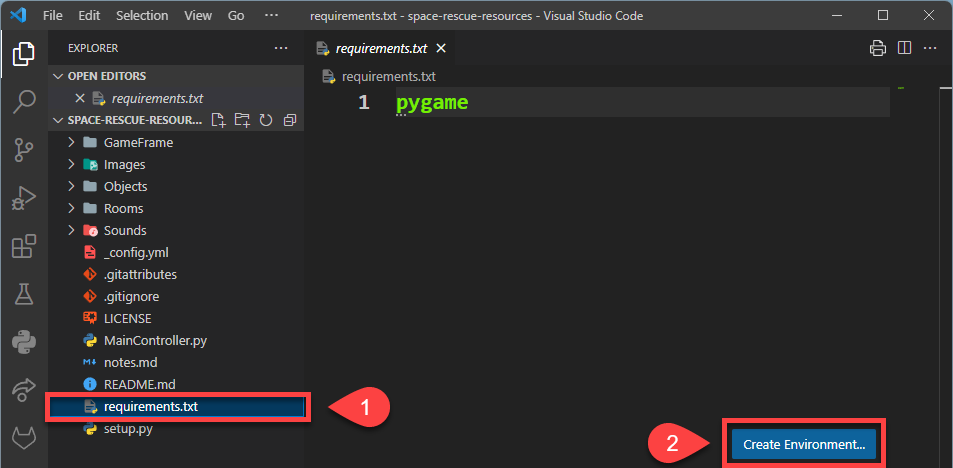 File Edit Selection View Go ··· requirements.txt - space-rescue-resources - Visual Studio Code
EXPLORER ···
requirements.txt
OPEN EDITORS
requirements.txt
requirements.txt
1 pygame
SPACE-RESCUE-RESOUR...
GameFrame
Images
Objects
Rooms
Sounds
_config.yml
.gitattributes
.gitignore
LICENSE
MainController.py
notes.md
README.md
requirements.txt
1
setup.py
2
Create Environment...